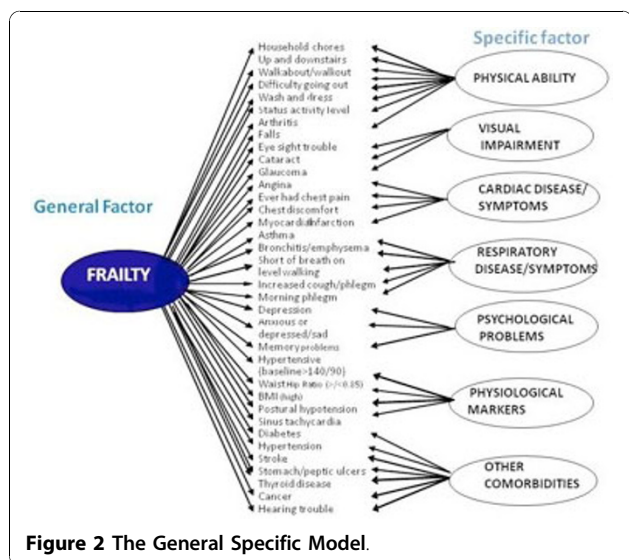 Specific factor
General Factor
FRAILTY
Household chores
Up and downstairs
Walkabout/walkout
Difficulty going out
Wash and dress
Status activity level
Arthritis
Falls
Eye sight trouble
Cataract
Glaucoma
Angina
Ever had chest pain
Chest discomfort
Myocardial Infarction
Asthma
Bronchitis/emphysema
Short of breath on
level walking
Increased cough/phlegm
Morning phlegm
Depression
Anxious or
depressed/sad
Memory problems
Hypertensive
(baseline>140/90)
Waist Hip Ratio (>/<0.85)
BMI (high)
Postural hypotension
Sinus tachycardia
Diabetes
Hypertension
Stroke
Stomach/peptic ulcers
Thyroid disease
Cancer
Hearing trouble
PHYSICAL ABILITY
VISUAL
IMPAIRMENT
CARDIAC DISEASE/
SYMPTOMS
RESPIRATORY
DISEASE/SYMPTOMS
PSYCHOLOGICAL
PROBLEMS
PHYSIOLOGICAL
MARKERS
OTHER
COMORBIDITIES
Figure 2 The General Specific Model.